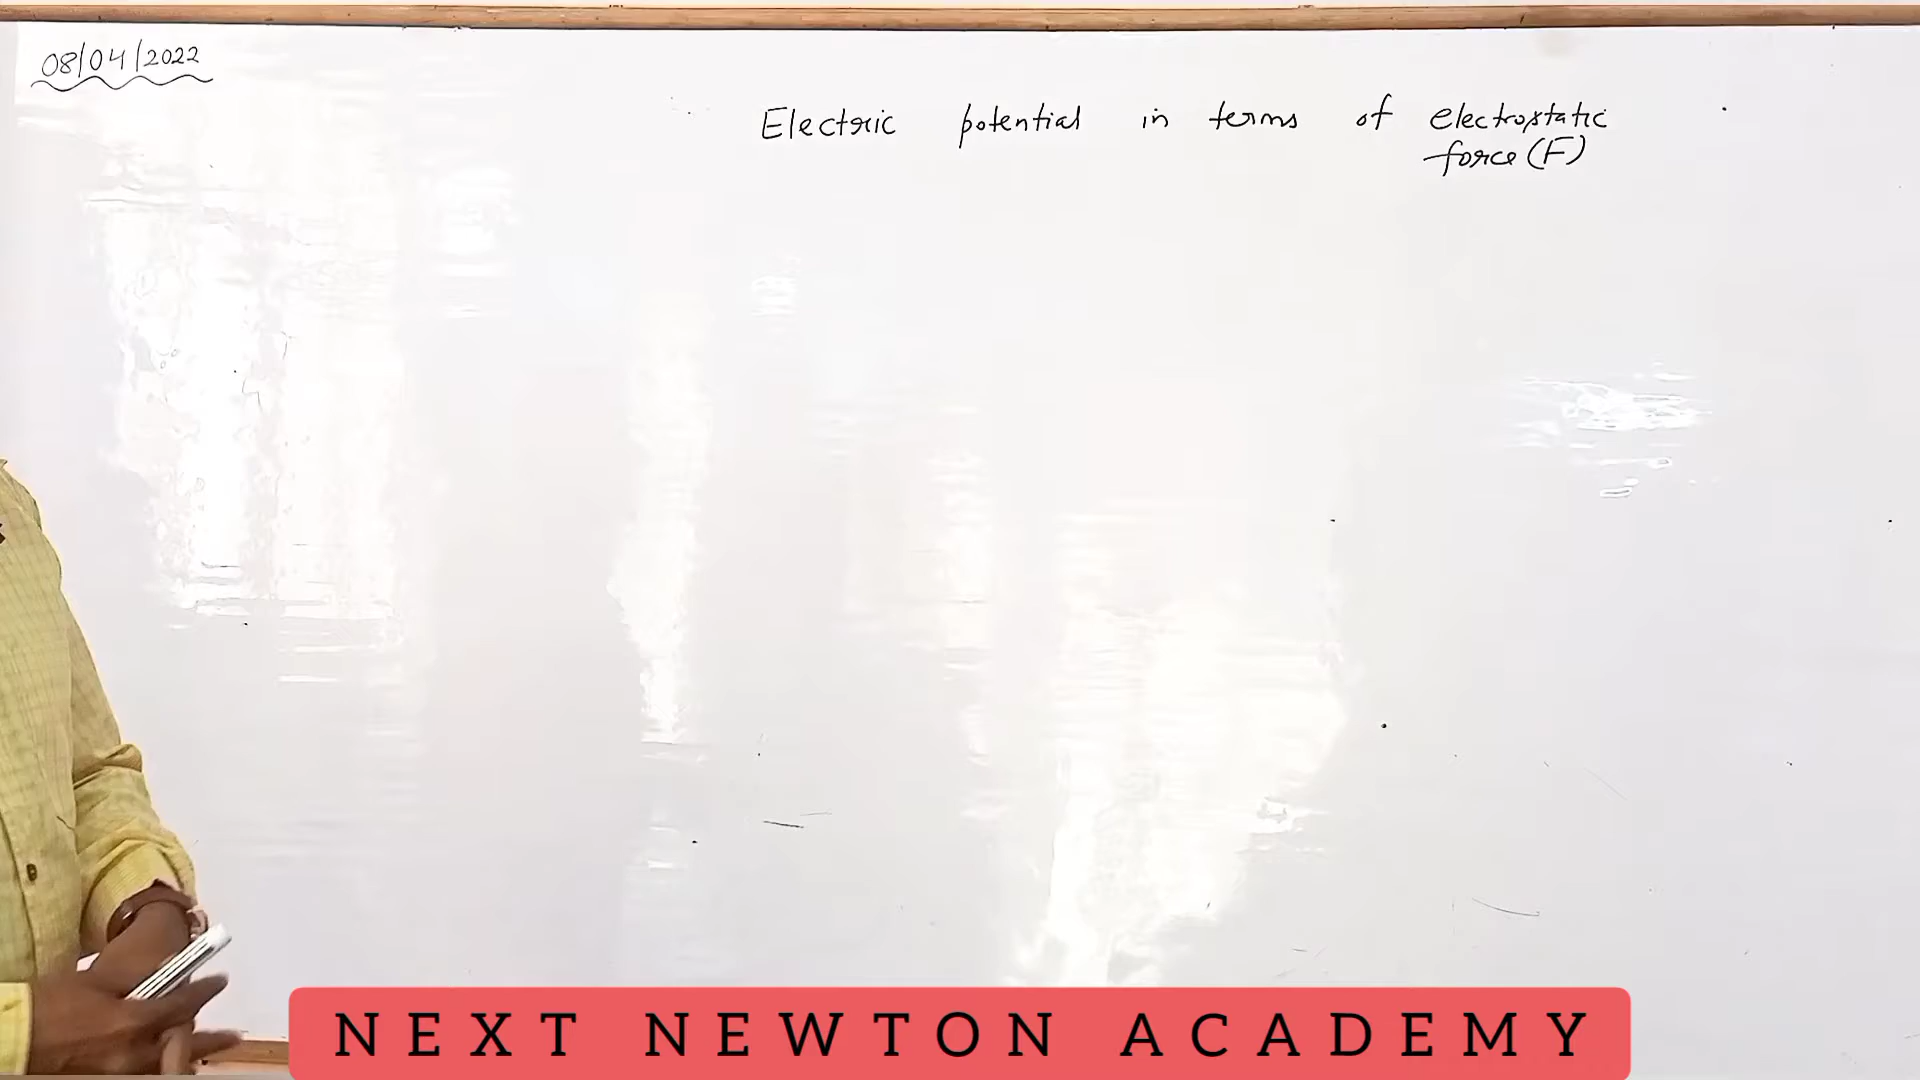 08/04/2022
Electric potential in terms of electrostatic
force (F)
NEXT NEWTON ACADEMY